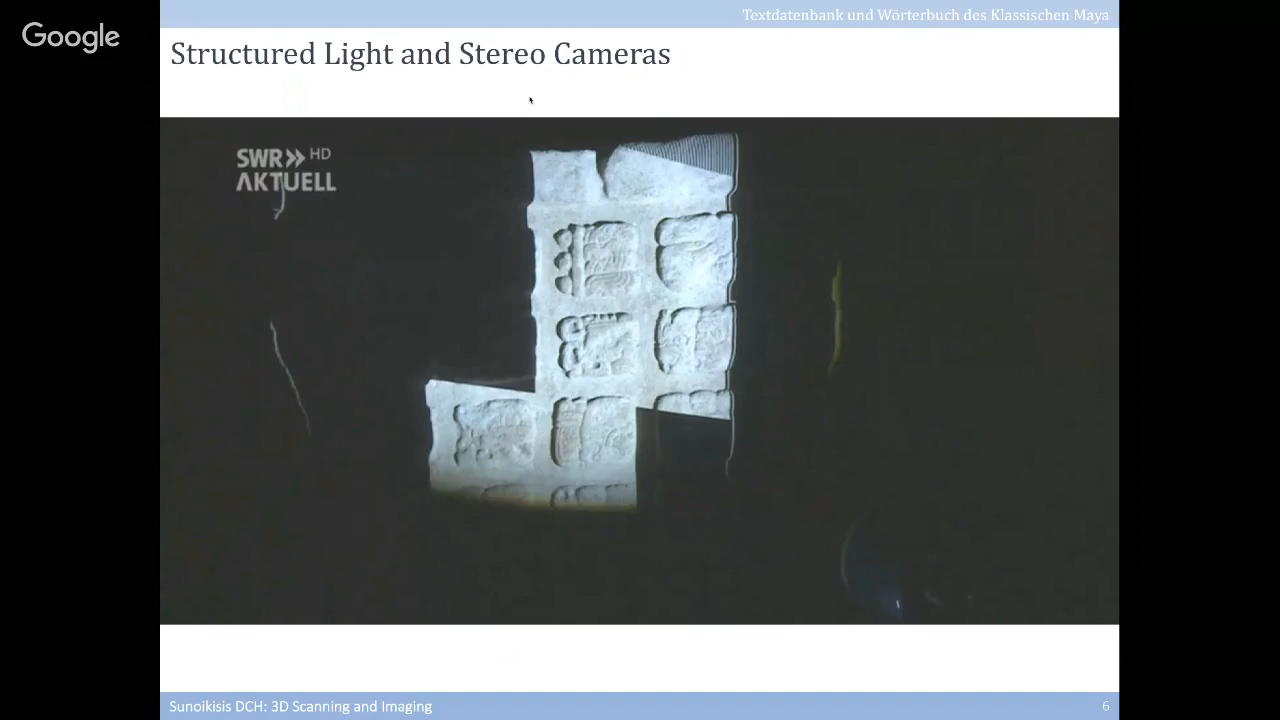 Google
Textdatenbank und Wörterbuch des Klassischen Maya
Structured Light and Stereo Cameras
SWR HD
AKTUELL
Sunoikisis DCH: 3D Scanning and Imaging
6